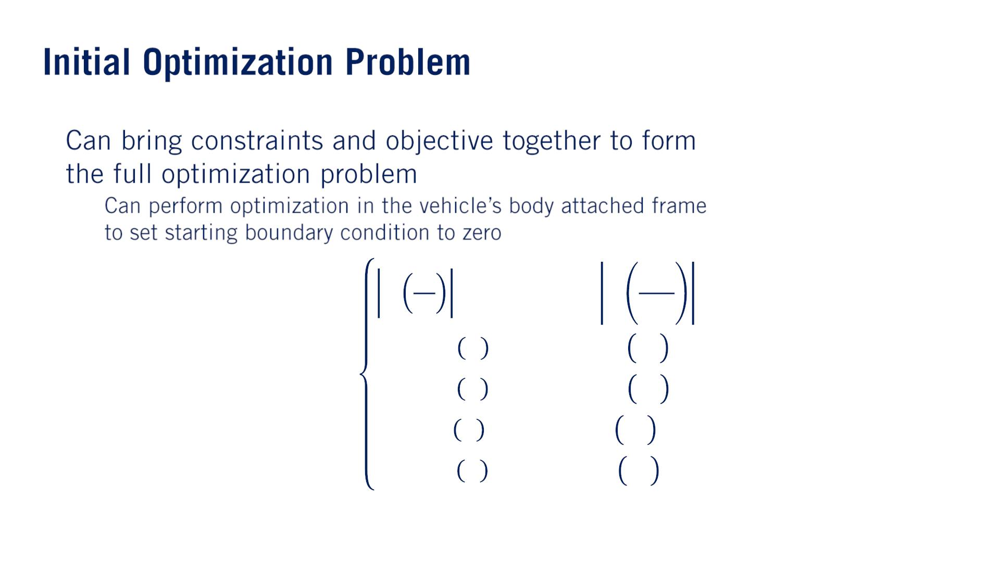 Initial Optimization Problem
Can bring constraints and objective together to form
the full optimization problem
Can perform optimization in the vehicle’s body attached frame
to set starting boundary condition to zero
{ | ( — ) | | ( — ) |
( ) ( )
( ) ( )
( ) ( )
( ) ( )